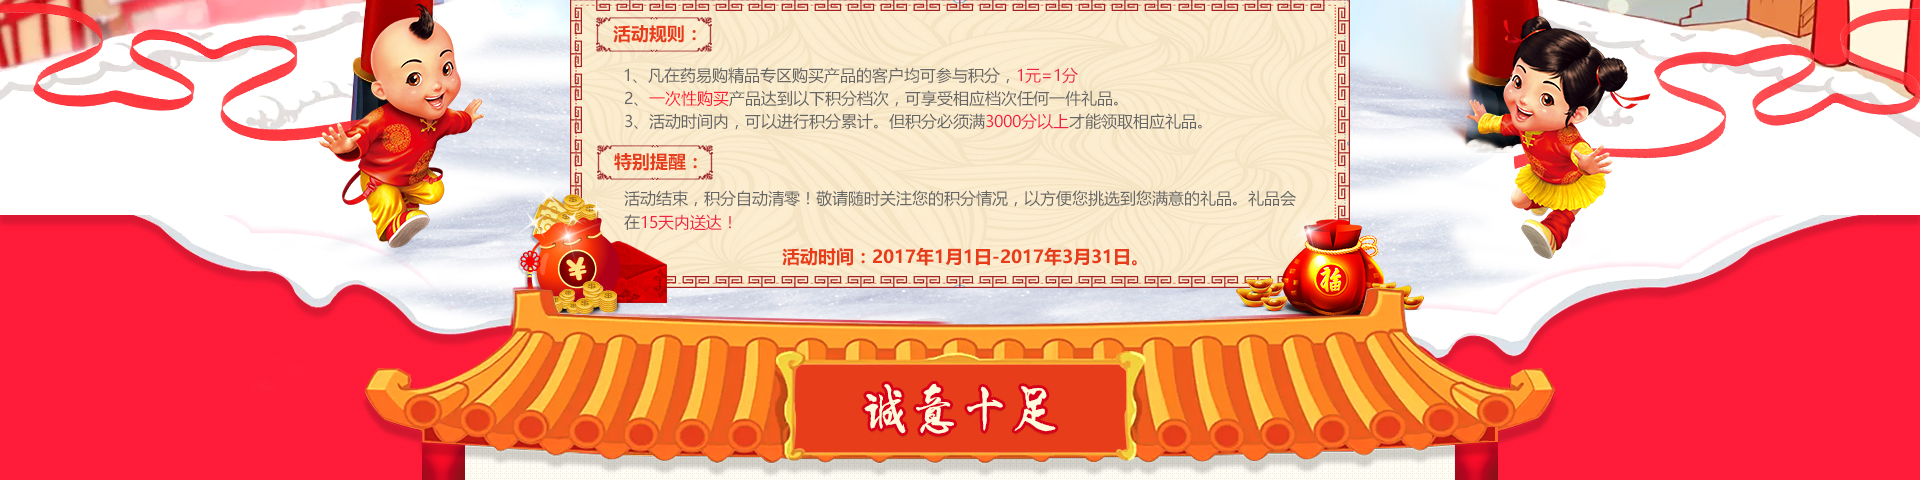 活动规则：
1、凡在药易购精品专区购买产品的客户均可参与积分，1元=1分
2、一次性购买产品达到以下积分档次，可享受相应档次任何一件礼品。
3、活动时间内，可以进行积分累计。但积分必须满3000分以上才能领取相应礼品。
特别提醒：
活动结束，积分自动清零！敬请随时关注您的积分情况，以方便您挑选到您满意的礼品。礼品会
在15天内送达！
活动时间：2017年1月1日-2017年3月31日。
¥
福
诚意十足